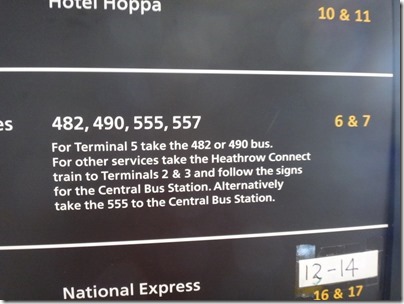 Hotel Hoppa
10 & 11
es
482, 490, 555, 557
6 & 7
For Terminal 5 take the 482 or 490 bus.
For other services take the Heathrow Connect
train to Terminals 2 & 3 and follow the signs
for the Central Bus Station. Alternatively
take the 555 to the Central Bus Station.
13-14
National Express
16 & 17